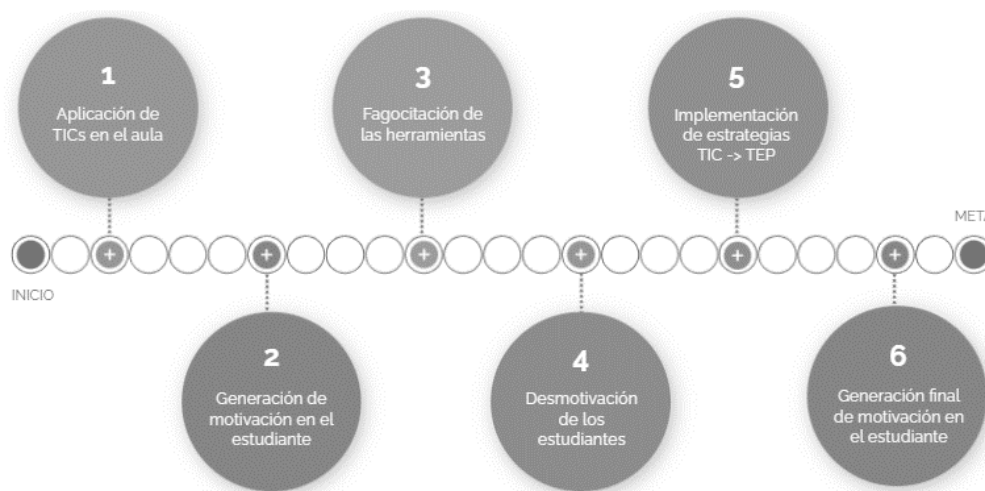 1
Aplicación de
TICs en el aula
3
Fagocitación de
las herramientas
5
Implementación
de estrategias
TIC -> TEP
META
INICIO
2
Generación de
motivación en el
estudiante
4
Desmotivación
de los
estudiantes
6
Generación final
de motivación en
el estudiante